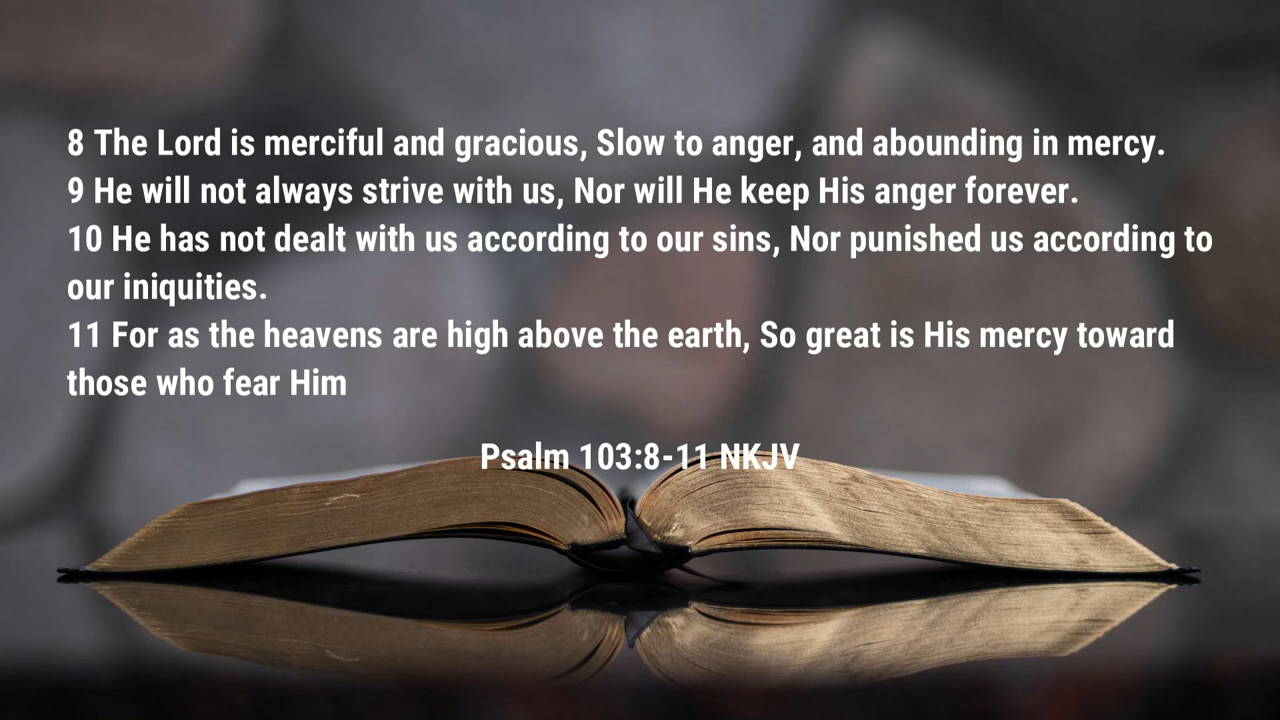 8 The Lord is merciful and gracious, Slow to anger, and abounding in mercy.
9 He will not always strive with us, Nor will He keep His anger forever.
10 He has not dealt with us according to our sins, Nor punished us according to
our iniquities.
11 For as the heavens are high above the earth, So great is His mercy toward
those who fear Him
Psalm 103:8-11 NKJV